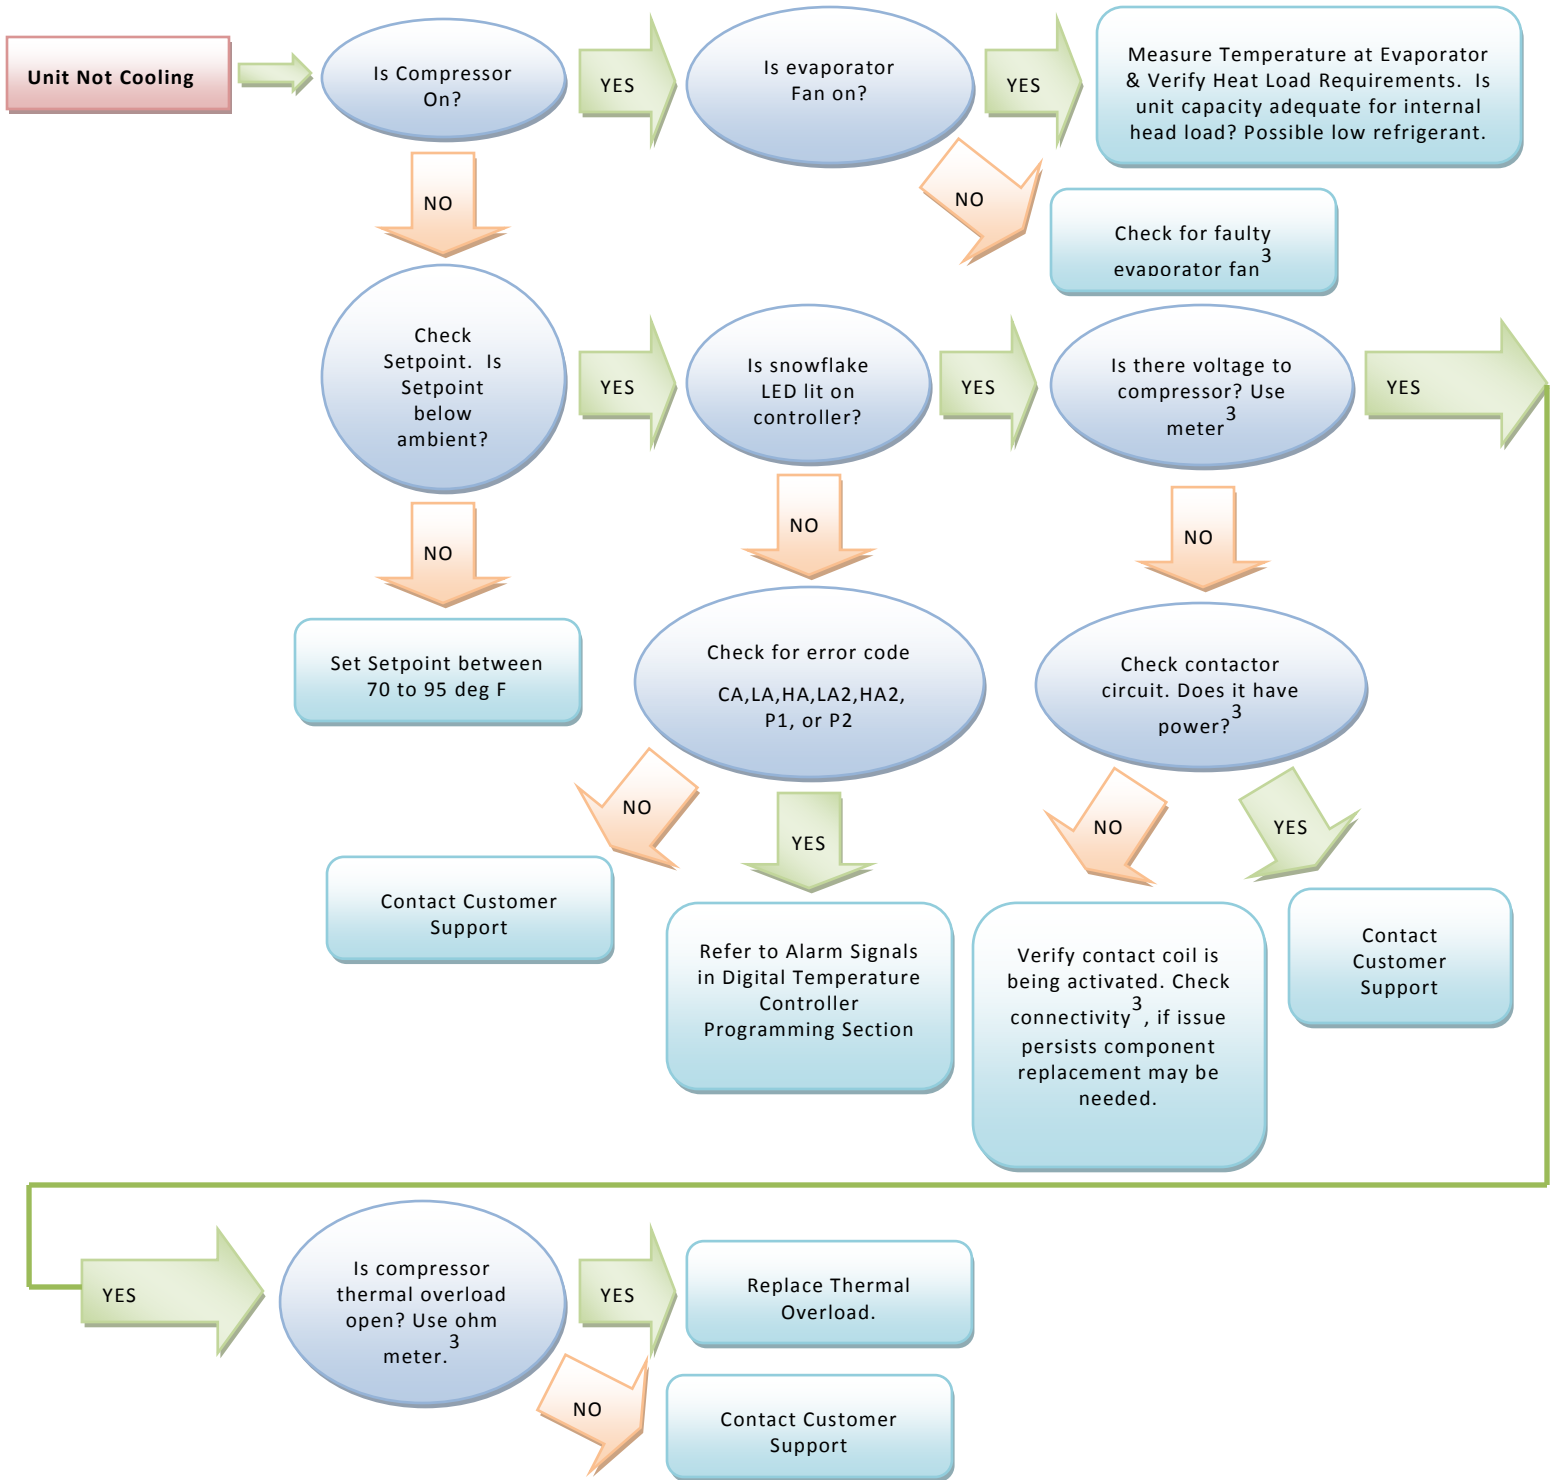 Unit Not Cooling
Is Compressor
On?
YES
Is evaporator
Fan on?
YES
Measure Temperature at Evaporator
& Verify Heat Load Requirements.  Is
unit capacity adequate for internal
head load? Possible low refrigerant.
NO
NO
Check for faulty
evaporator fan3
Check
Setpoint.  Is
Setpoint
below
ambient?
YES
Is snowflake
LED lit on
controller?
YES
Is there voltage to
compressor? Use
meter3
YES
NO
NO
NO
Set Setpoint between
70 to 95 deg F
Check for error code
CA,LA,HA,LA2,HA2,
P1, or P2
Check contactor
circuit. Does it have
power?3
NO
YES
NO
YES
Contact Customer
Support
Refer to Alarm Signals
in Digital Temperature
Controller
Programming Section
Verify contact coil is
being activated. Check
connectivity3, if issue
persists component
replacement may be
needed.
Contact
Customer
Support
YES
Is compressor
thermal overload
open? Use ohm
meter.3
YES
Replace Thermal
Overload.
NO
Contact Customer
Support